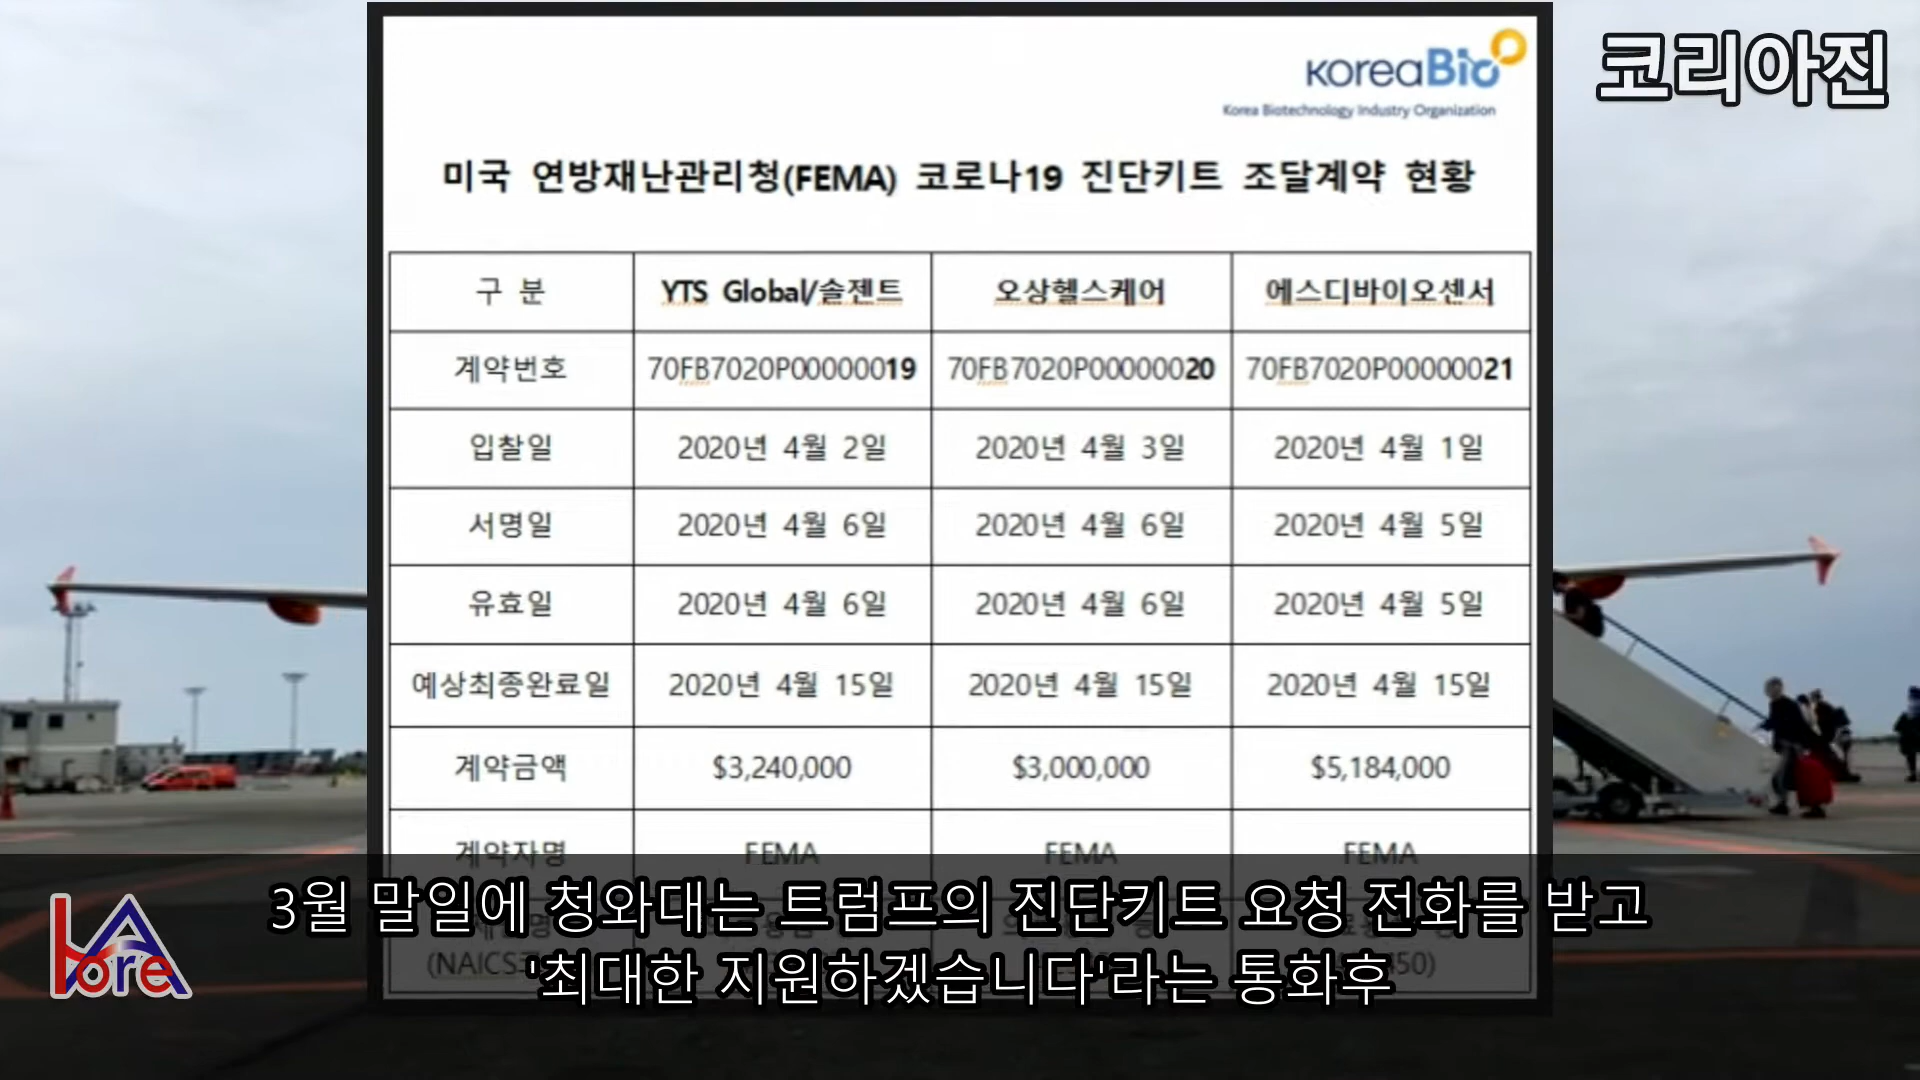 코리아진
KoreaBio
Korea Biotechnology Industry Organization
미국 연방재난관리청(FEMA) 코로나19 진단키트 조달계약 현황
구 분 YTS Global/솔젠트 오상헬스케어 에스디바이오센서
계약번호 70FB7020P00000019 70FB7020P00000020 70FB7020P00000021
입찰일 2020년 4월 2일 2020년 4월 3일 2020년 4월 1일
서명일 2020년 4월 6일 2020년 4월 6일 2020년 4월 5일
유효일 2020년 4월 6일 2020년 4월 6일 2020년 4월 5일
예상최종완료일 2020년 4월 15일 2020년 4월 15일 2020년 4월 15일
계약금액 $3,240,000 $3,000,000 $5,184,000
계약자명 FEMA FEMA FEMA
3월 말일에 청와대는 트럼프의 진단키트 요청 전화를 받고
'최대한 지원하겠습니다'라는 통화후
(NAICS
450)
KA
ore